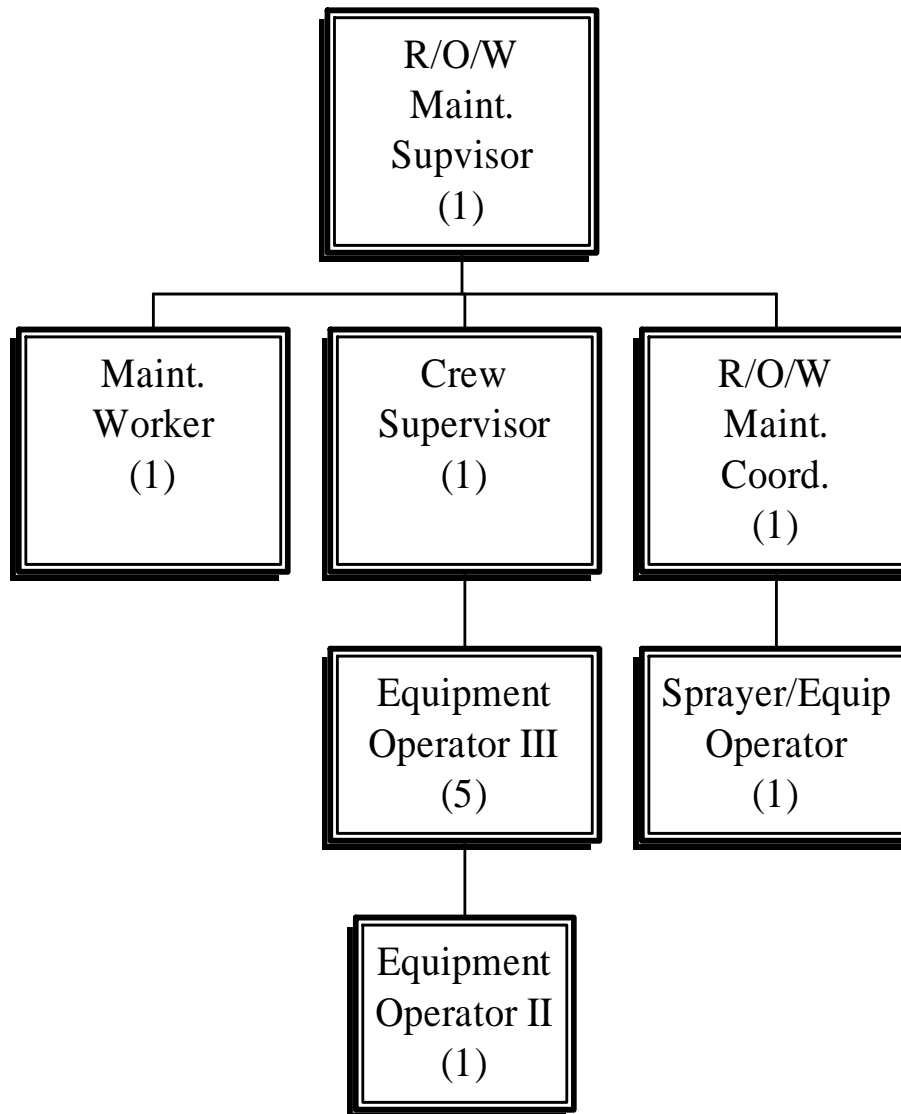 R/O/W
Maint.
Supvisor
(1)
Maint.
Worker
(1)
Crew
Supervisor
(1)
R/O/W
Maint.
Coord.
(1)
Equipment
Operator III
(5)
Sprayer/Equip
Operator
(1)
Equipment
Operator II
(1)